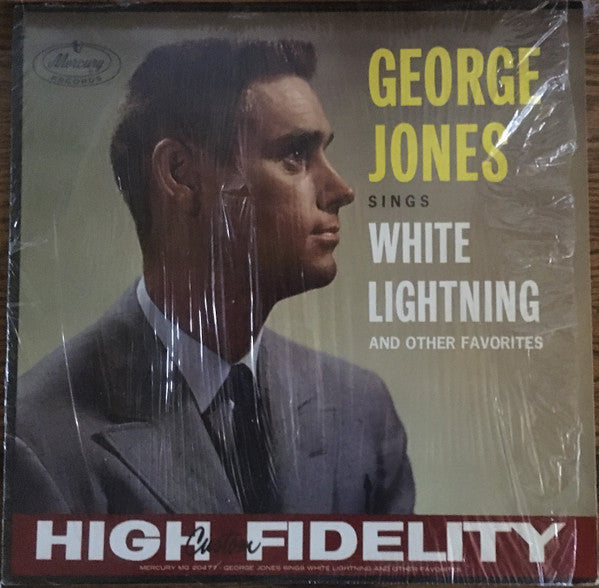 Mercury
RECORDS
GEORGE
JONES
SINGS
WHITE
LIGHTNING
AND OTHER FAVORITES
HIGH Custom FIDELITY
MERCURY MG 20477 - GEORGE JONES SINGS WHITE LIGHTNING AND OTHER FAVORITES